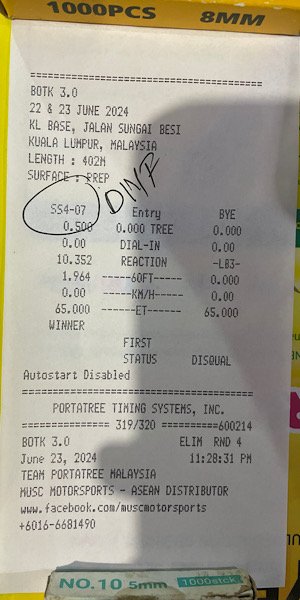 1000PCS 8MM
===================================
BOTK 3.0
22 & 23 JUNE 2024
KL BASE, JALAN SUNGAI BESI
KUALA LUMPUR, MALAYSIA
LENGTH : 402M
SURFACE : PREP
SS4-07 Entry BYE
0.500 0.000 TREE 0.000
0.00 DIAL-IN 0.00
10.352 REACTION -LB3-
1.964 -----60FT------ 0.000
0.00 -----KM/H------ 0.00
65.000 ------ET------- 65.000
WINNER
FIRST
STATUS DISQUAL
Autostart Disabled
===================================
PORTATREE TIMING SYSTEMS, INC.
============ 319/320 ==========600214
BOTK 3.0 ELIM RND 4
June 23, 2024 11:28:31 PM
TEAM PORTATREE MALAYSIA
MUSC MOTORSPORTS - ASEAN DISTRIBUTOR
www.facebook.com/muscmotorsports
+6016-6681490
NO.10 5mm 1000stck